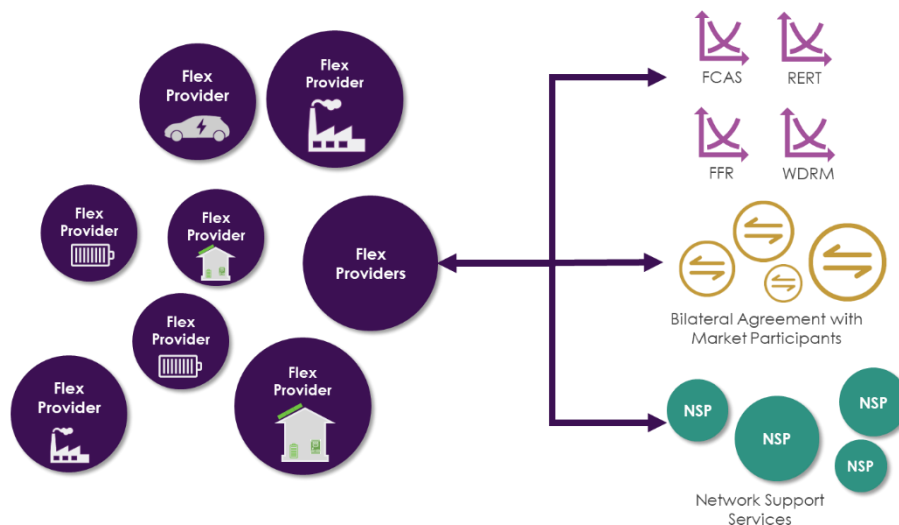 Flex
Provider
Flex
Provider
Flex
Provider
Flex
Provider
Flex
Providers
Flex
Provider
Flex
Provider
Flex
Provider
FCAS
RERT
FFR
WDRM
Bilateral Agreement with
Market Participants
NSP
NSP
NSP
NSP
Network Support
Services